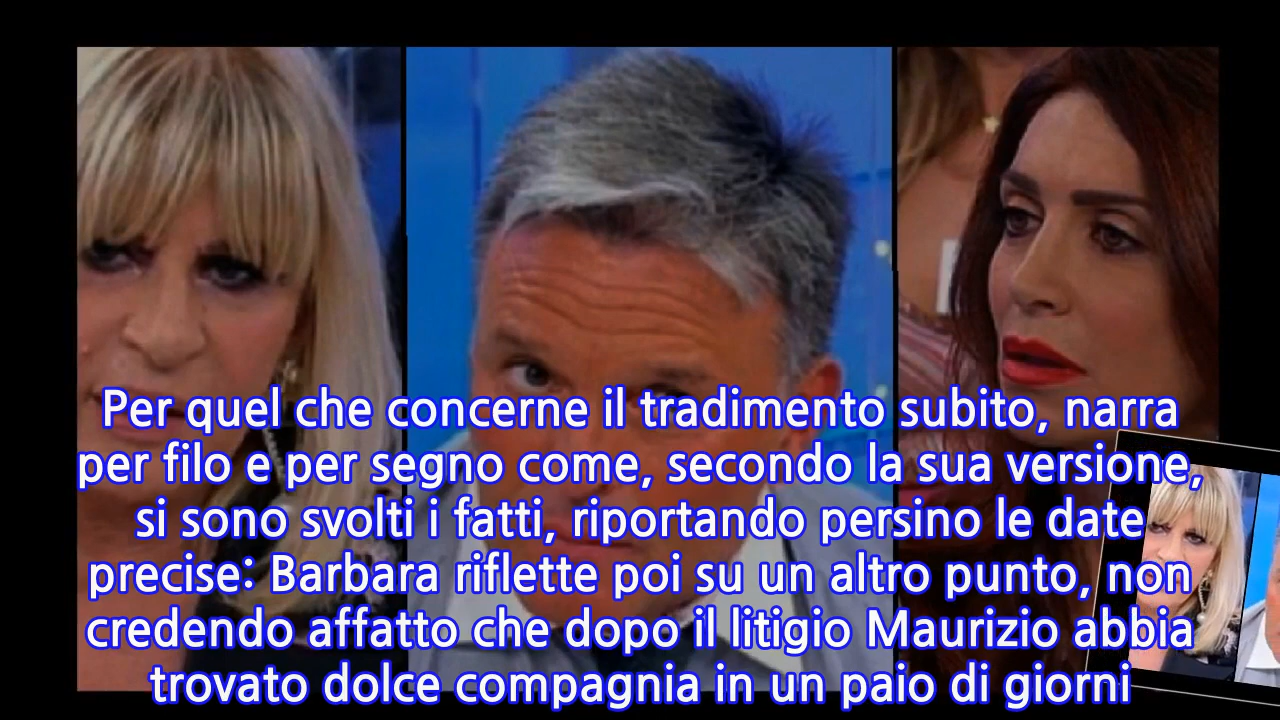 Per quel che concerne il tradimento subito, narra
per filo e per segno come, secondo la sua versione,
si sono svolti i fatti, riportando persino le date
precise: Barbara riflette poi su un altro punto, non
credendo affatto che dopo il litigio Maurizio abbia
trovato dolce compagnia in un paio di giorni